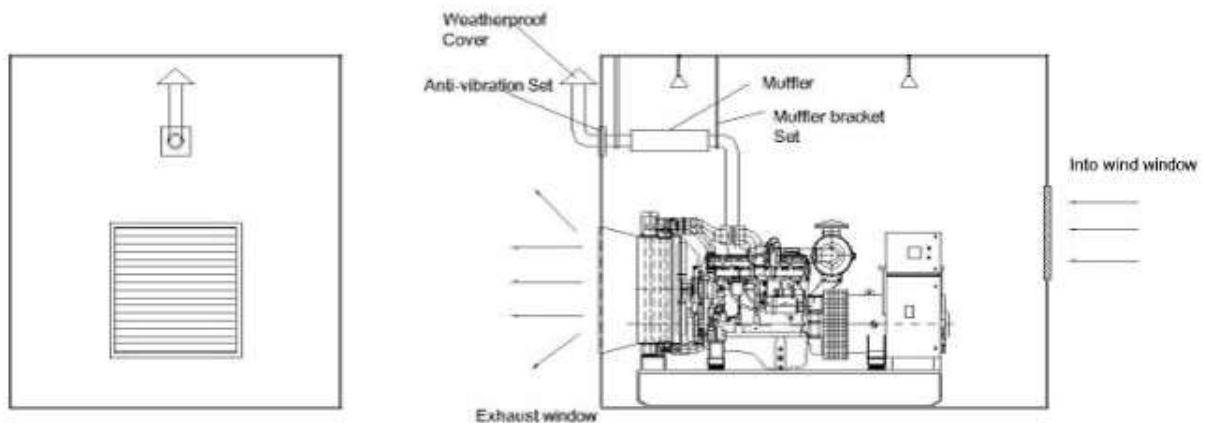 Weatherproof
Cover
Anti-vibration Set
Muffler
Muffler bracket
Set
Into wind window
Exhaust window